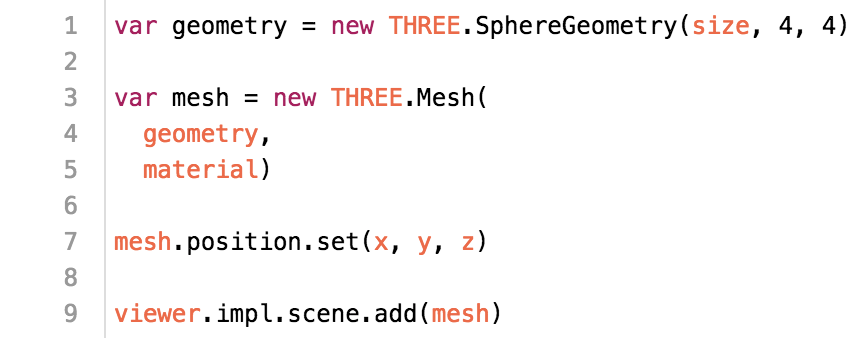 1 var geometry = new THREE.SphereGeometry(size, 4, 4)
2
3 var mesh = new THREE.Mesh(
4   geometry,
5   material)
6
7 mesh.position.set(x, y, z)
8
9 viewer.impl.scene.add(mesh)